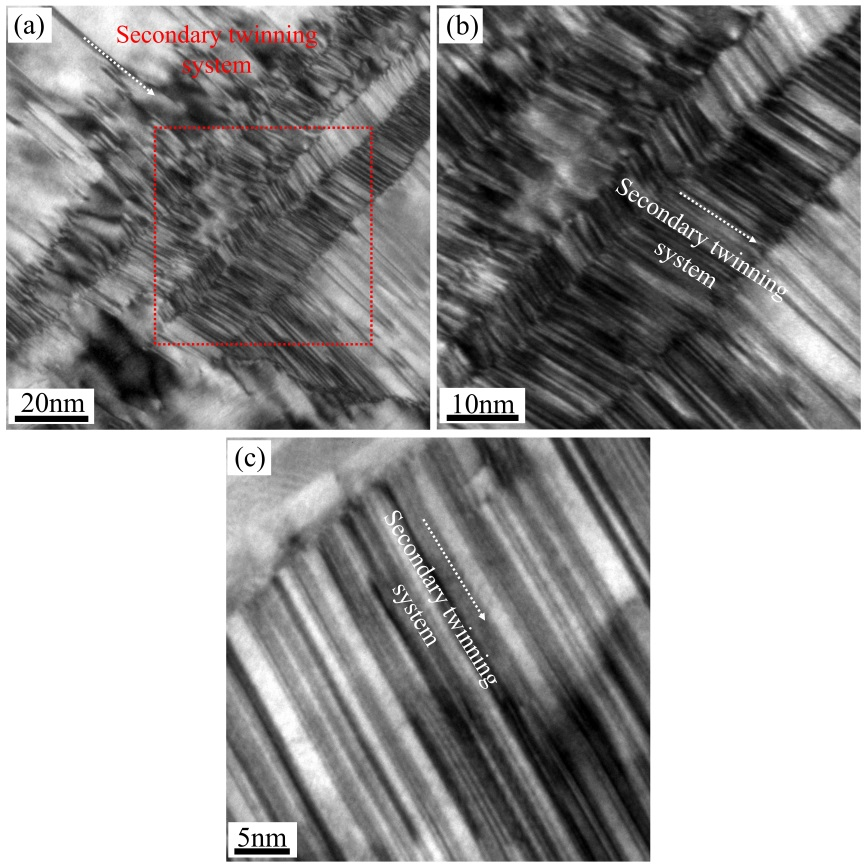 (a)
Secondary twinning
system
20nm
(b)
Secondary twinning
system
10nm
(c)
Secondary twinning
system
5nm